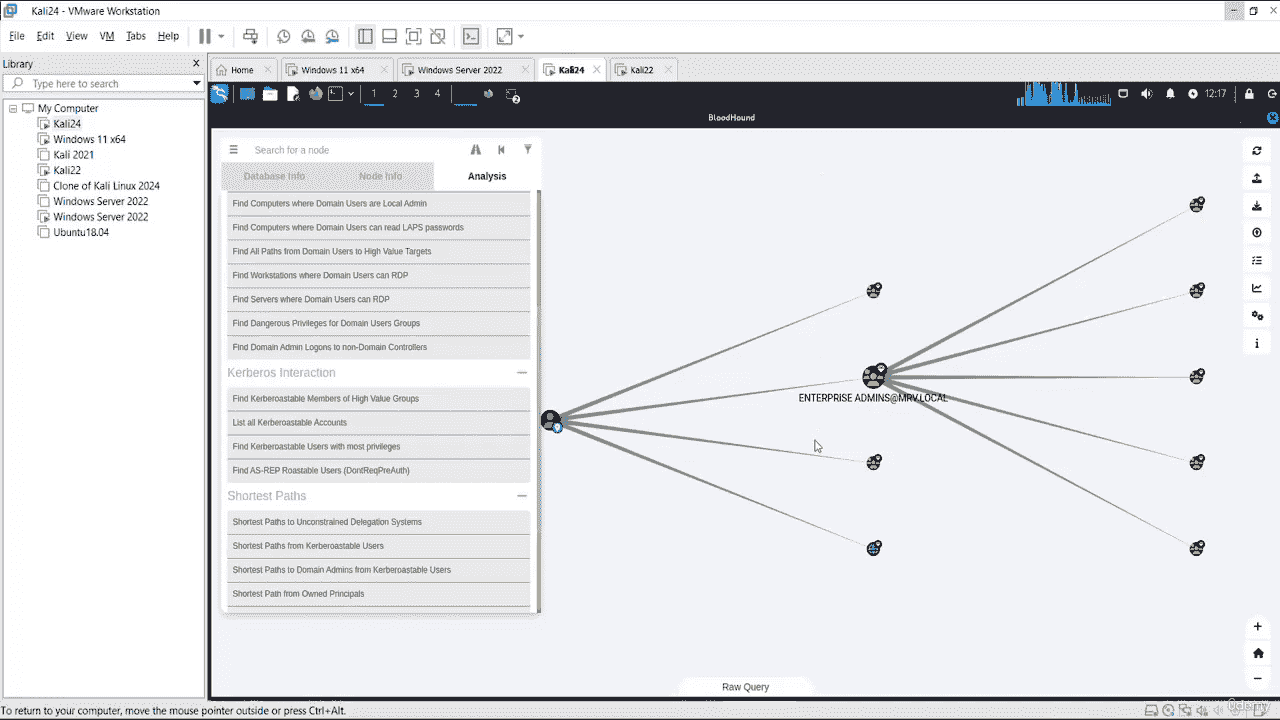 Kali24 - VMware Workstation
File Edit View VM Tabs Help
Library
Type here to search
My Computer
Kali24
Windows 11 x64
Kali 2021
Kali22
Clone of Kali Linux 2024
Windows Server 2022
Windows Server 2022
Ubuntu18.04
Home Windows 11 x64 Windows Server 2022 Kali24 Kali22
1 2 3 4 2 12:17
BloodHound
Search for a node
Database Info Node Info Analysis
Find Computers where Domain Users are Local Admin
Find Computers where Domain Users can read LAPS passwords
Find All Paths from Domain Users to High Value Targets
Find Workstations where Domain Users can RDP
Find Servers where Domain Users can RDP
Find Dangerous Privileges for Domain Users Groups
Find Domain Admin Logons to non-Domain Controllers
Kerberos Interaction
Find Kerberoastable Members of High Value Groups
List all Kerberoastable Accounts
Find Kerberoastable Users with most privileges
Find AS-REP Roastable Users (DontReqPreAuth)
Shortest Paths
Shortest Paths to Unconstrained Delegation Systems
Shortest Paths from Kerberoastable Users
Shortest Paths to Domain Admins from Kerberoastable Users
Shortest Path from Owned Principals
ENTERPRISE ADMINS@MRV.LOCAL
Raw Query
To return to your computer, move the mouse pointer outside or press Ctrl+Alt.
Udemy